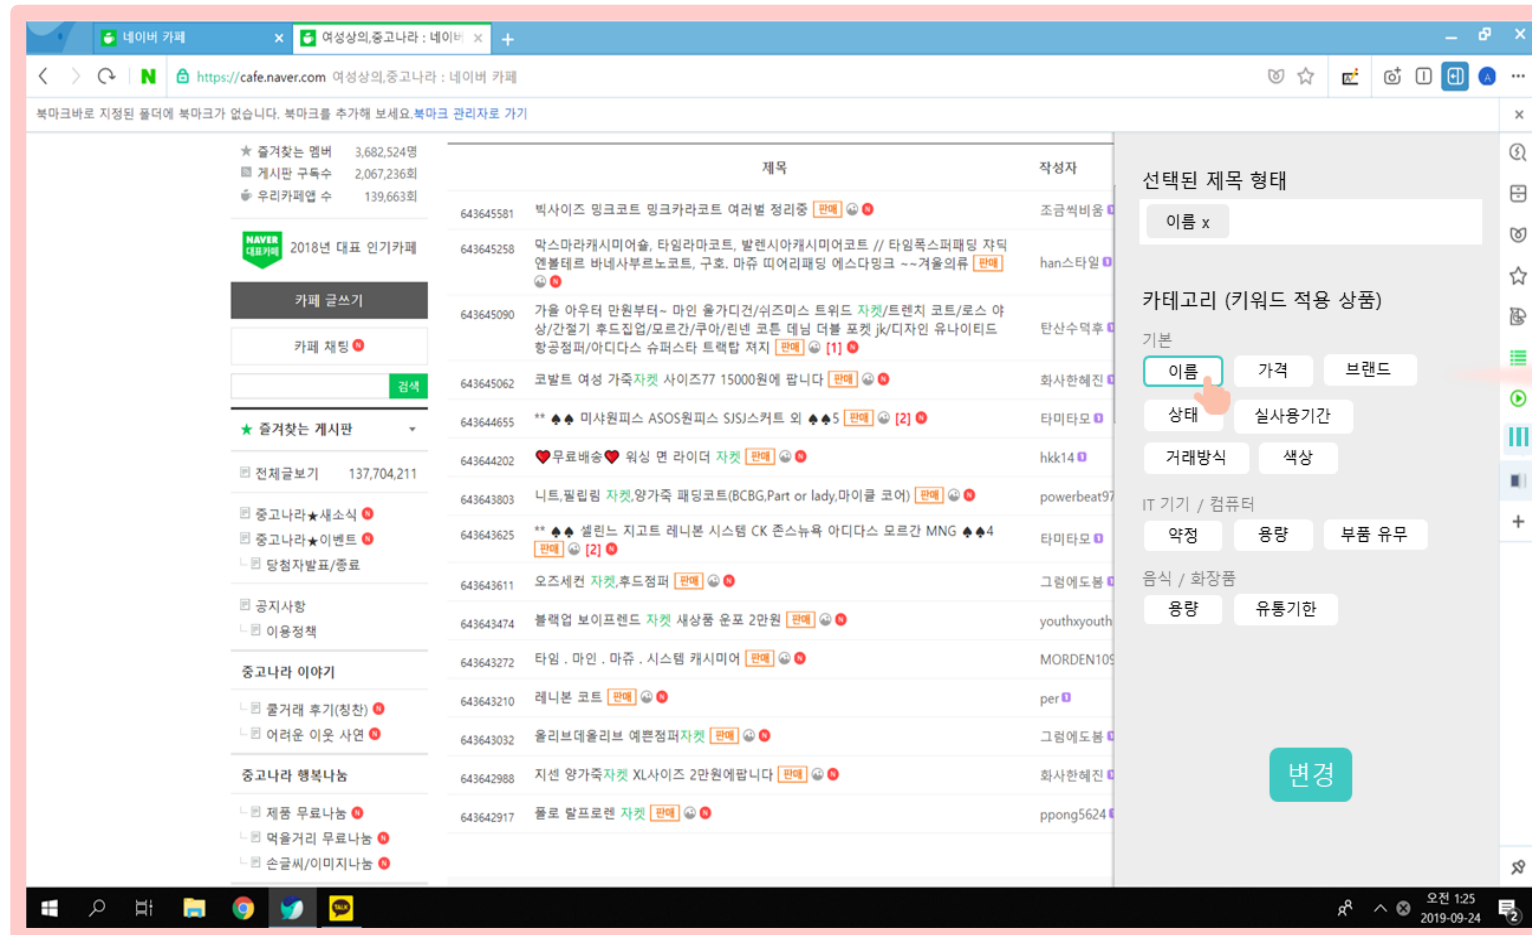 네이버 카페
여성상의,중고나라 : 네이버
https://cafe.naver.com 여성상의,중고나라 : 네이버 카페
북마크바로 지정된 폴더에 북마크가 없습니다. 북마크를 추가해 보세요.북마크 관리자로 가기
즐겨찾는 멤버 3,682,524명
게시판 구독수 2,067,236회
우리카페앱 수 139,663회
NAVER
대표카페
2018년 대표 인기카페
카페 글쓰기
카페 채팅 N
검색
★ 즐겨찾는 게시판
전체글보기 137,704,211
중고나라★새소식 N
중고나라★이벤트 N
당첨자발표/종료
공지사항
이용정책
중고나라 이야기
쿨거래 후기(칭찬) N
어려운 이웃 사연 N
중고나라 행복나눔
제품 무료나눔 N
먹을거리 무료나눔 N
손글씨/이미지나눔 N
제목 작성자
643645581 빅사이즈 밍크코트 밍크카라코트 여러벌 정리중 판매 N 조금씩비움
643645258 막스마라캐시미어숄, 타임라마코트, 발렌시아캐시미어코트 // 타임폭스퍼패딩 쟈딕
엔볼테르 바네사부르노코트, 구호. 마쥬 띠어리패딩 에스다밍크 ~~겨울의류 판매 han스타일
N
643645090 가을 아우터 만원부터~ 마인 울가디건/쉬즈미스 트위드 자켓/트렌치 코트/로스 야
상/간절기 후드집업/모르간/쿠아/린넨 코튼 데님 더블 포켓 jk/디자인 유나이티드 탄산수덕후
항공점퍼/아디다스 슈퍼스타 트랙탑 져지 판매 [1] N
643645062 코발트 여성 가죽자켓 사이즈77 15000원에 팝니다 판매 N 화사한혜진
643644655 ** ♠♠ 미샤원피스 ASOS원피스 SJSJ스커트 외 ♠♠5 판매 [2] N 타미타모
643644202 ♥무료배송♥ 워싱 면 라이더 자켓 판매 N hkk14
643643803 니트,필립림 자켓,양가죽 패딩코트(BCBG,Part or lady,마이클 코어) 판매 N powerbeat97
643643625 ** ♠♠ 셀린느 지고트 레니본 시스템 CK 존스뉴욕 아디다스 모르간 MNG ♠♠4 타미타모
판매 [2] N
643643611 오즈세컨 자켓,후드점퍼 판매 N 그럼에도봄
643643474 블랙업 보이프렌드 자켓 새상품 운포 2만원 판매 N youthxyouth
643643272 타임 . 마인 . 마쥬 . 시스템 캐시미어 판매 N MORDEN109
643643210 레니본 코트 판매 N per
643643032 올리브데올리브 예쁜점퍼자켓 판매 N 그럼에도봄
643642988 지센 양가죽자켓 XL사이즈 2만원에팝니다 판매 N 화사한혜진
643642917 폴로 랄프로렌 자켓 판매 N ppong5624
선택된 제목 형태
이름 x
카테고리 (키워드 적용 상품)
기본
이름 가격 브랜드
상태 실사용기간
거래방식 색상
IT 기기 / 컴퓨터
약정 용량 부품 유무
음식 / 화장품
용량 유통기한
변경
TALK
오전 1:25
2019-09-24
2